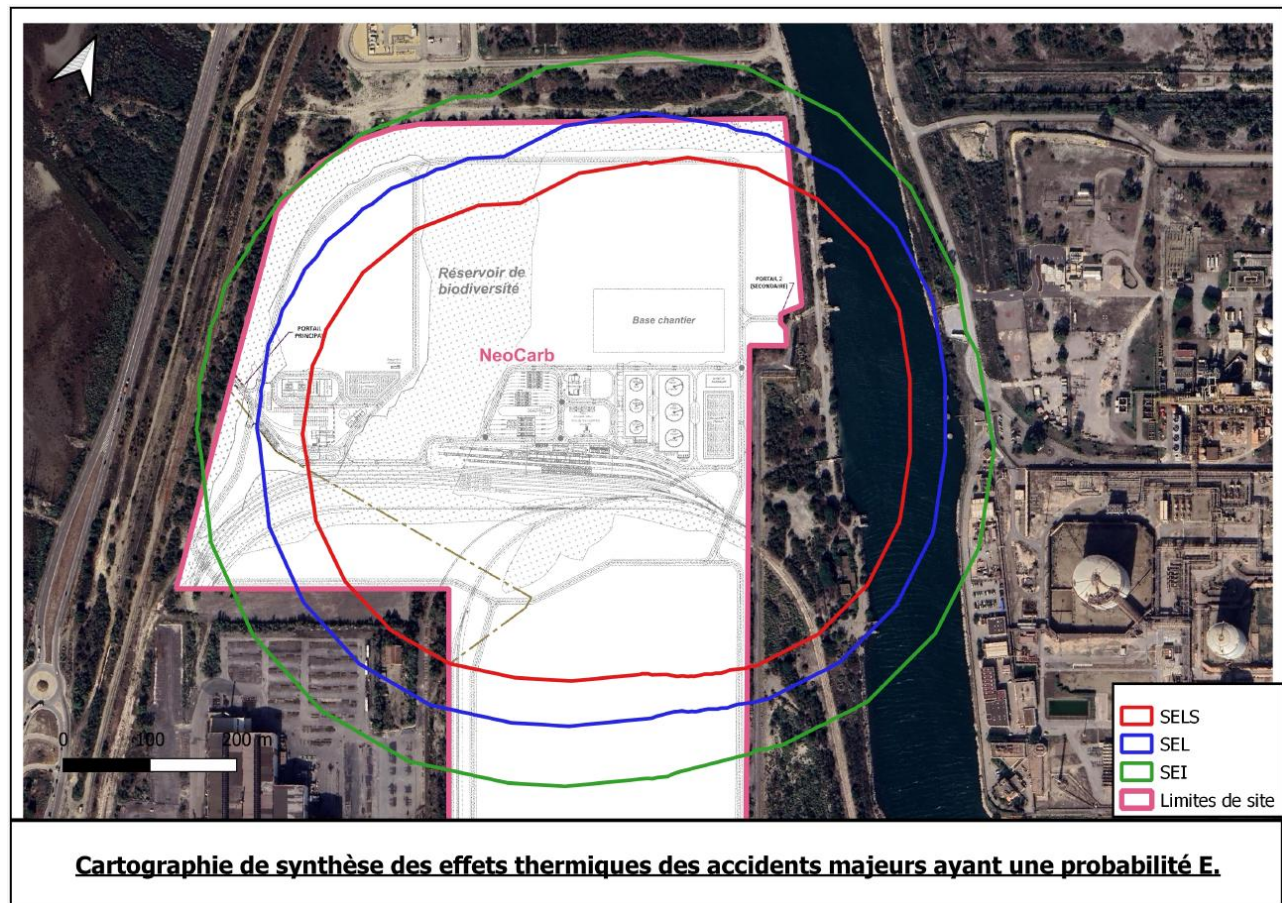 Réservoir de
biodiversité
PORTAIL 2
(SECONDAIRE)
Base chantier
PORTAIL
PRINCIPAL
NeoCarb
0 100 200 m
SELS
SEL
SEI
Limites de site
Cartographie de synthèse des effets thermiques des accidents majeurs ayant une probabilité E.